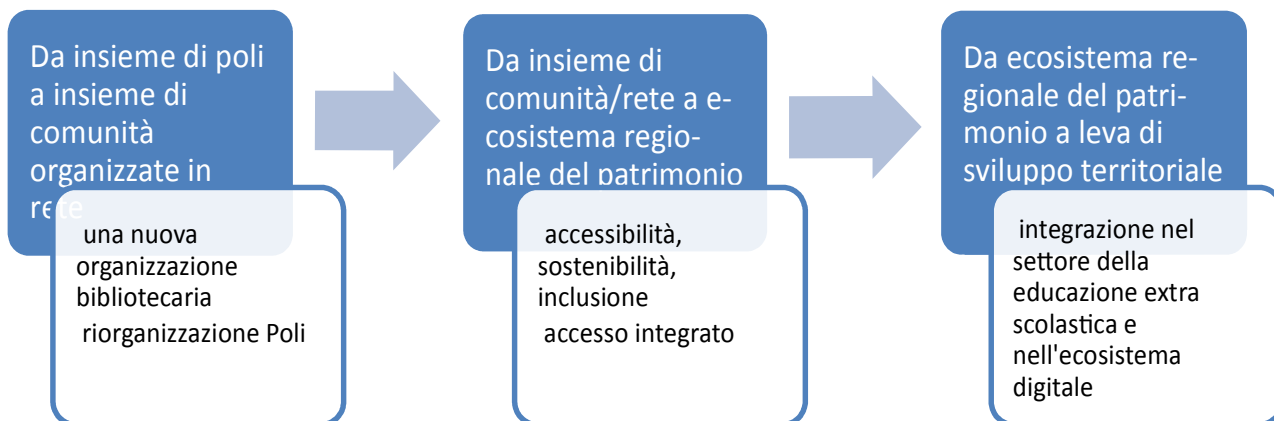 Da insieme di poli
a insieme di
comunità
organizzate in
rete
una nuova
organizzazione
bibliotecaria
riorganizzazione Poli
Da insieme di
comunità/rete a e-
cosistema regio-
nale del patrimonio
accessibilità,
sostenibilità,
inclusione
accesso integrato
Da ecosistema re-
gionale del patri-
monio a leva di
sviluppo territoriale
integrazione nel
settore della
educazione extra
scolastica e
nell'ecosistema
digitale